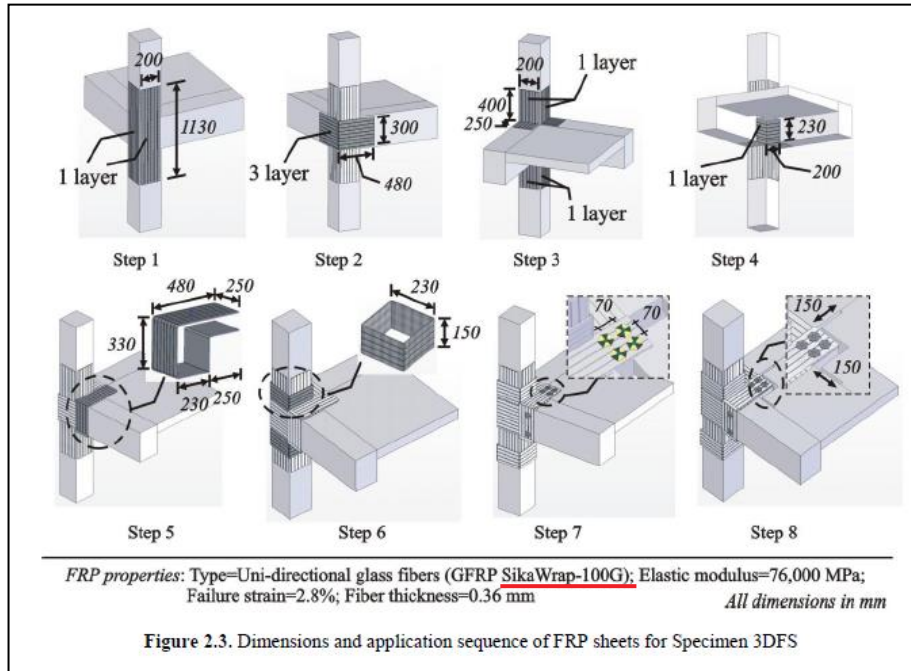 200
1130
1 layer
Step 1
300
3 layer
480
Step 2
200
1 layer
400
250
1 layer
Step 3
230
1 layer
200
Step 4
480
250
330
230
250
Step 5
230
150
Step 6
70
70
Step 7
150
150
Step 8
FRP properties: Type=Uni-directional glass fibers (GFRP SikaWrap-100G); Elastic modulus=76,000 MPa;
Failure strain=2.8%; Fiber thickness=0.36 mm
All dimensions in mm
Figure 2.3. Dimensions and application sequence of FRP sheets for Specimen 3DFS